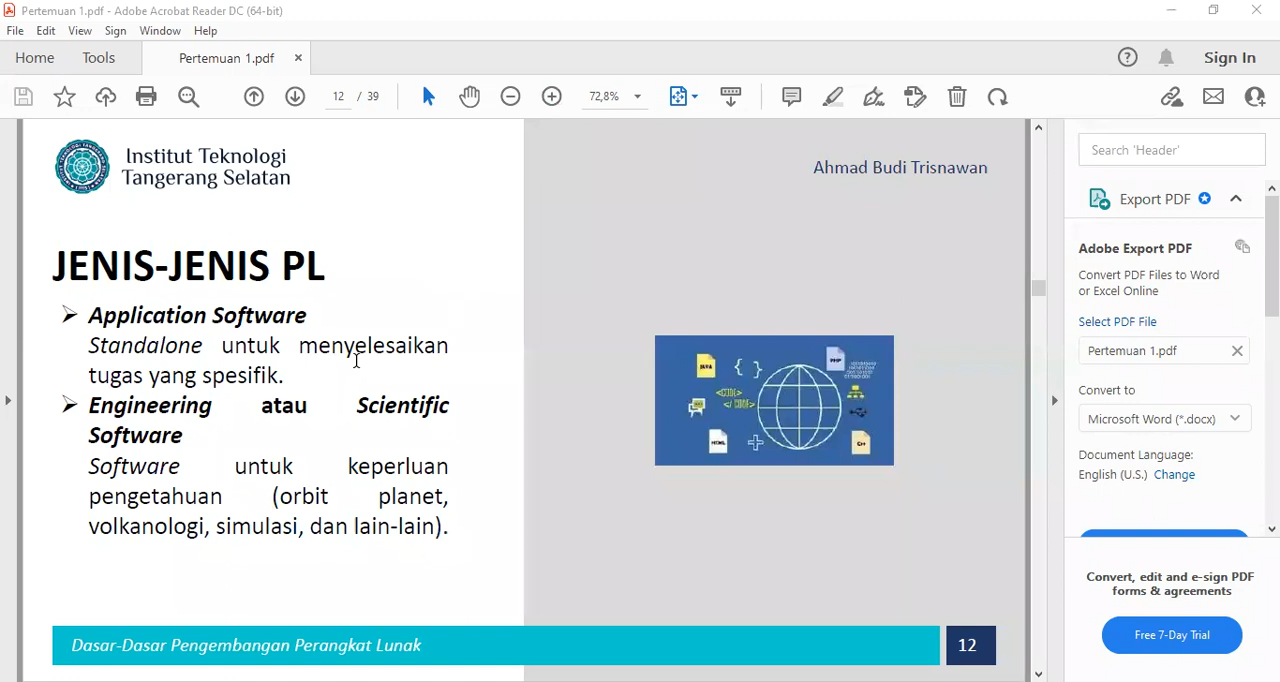 Pertemuan 1.pdf - Adobe Acrobat Reader DC (64-bit)
File Edit View Sign Window Help
Home Tools Pertemuan 1.pdf Sign In
12 / 39 72,8%
Institut Teknologi
Tangerang Selatan
Ahmad Budi Trisnawan
JENIS-JENIS PL
Application Software
Standalone untuk menyelesaikan
tugas yang spesifik.
Engineering atau Scientific
Software
Software untuk keperluan
pengetahuan (orbit planet,
volkanologi, simulasi, dan lain-lain).
JAVA
{ }
PHP
<CODE>
</ CODE>
HTML
C++
Dasar-Dasar Pengembangan Perangkat Lunak
12
Search 'Header'
Export PDF
Adobe Export PDF
Convert PDF Files to Word
or Excel Online
Select PDF File
Pertemuan 1.pdf
Convert to
Microsoft Word (*.docx)
Document Language:
English (U.S.) Change
Convert, edit and e-sign PDF
forms & agreements
Free 7-Day Trial